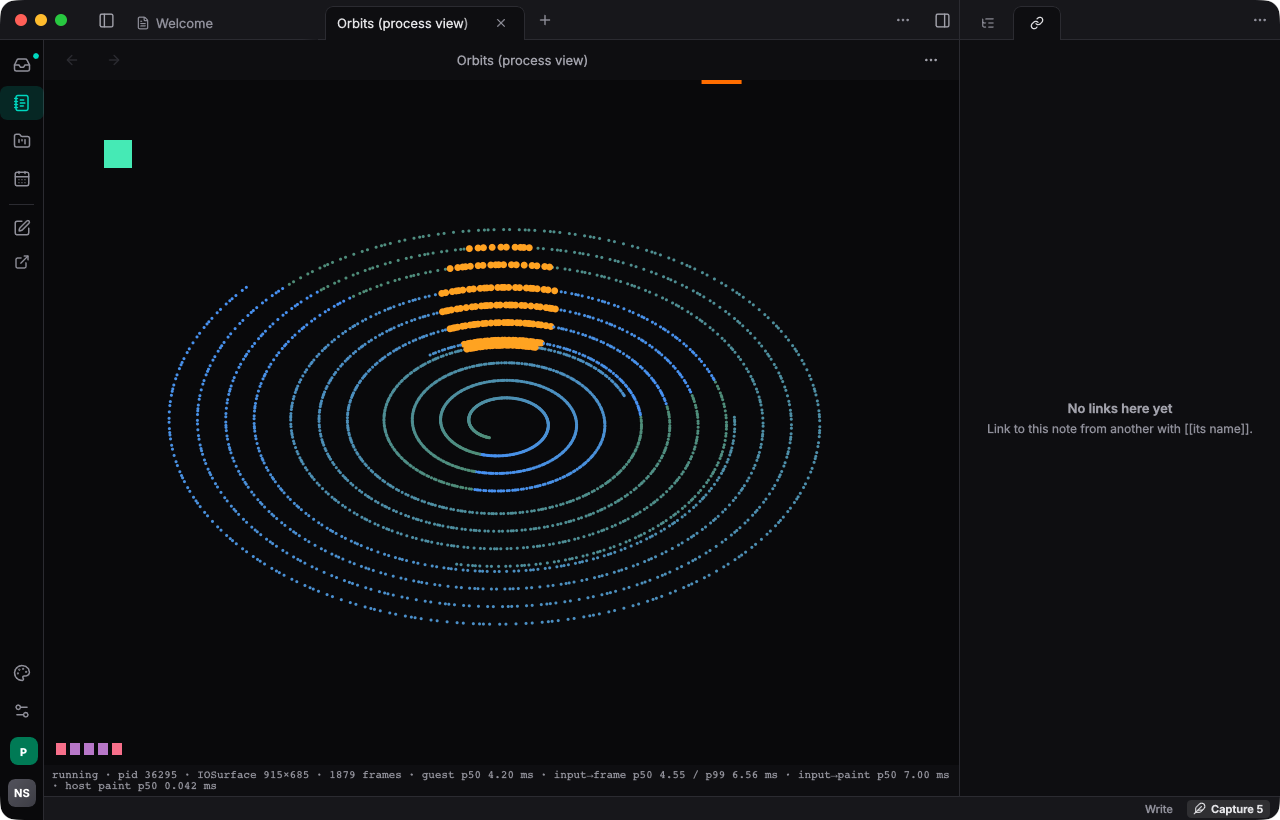 Welcome
Orbits (process view)
Orbits (process view)
No links here yet
Link to this note from another with [[its name]].
P
NS
running · pid 36295 · IOSurface 915×685 · 1879 frames · guest p50 4.20 ms · input→frame p50 4.55 / p99 6.56 ms · input→paint p50 7.00 ms
· host paint p50 0.042 ms
Write
Capture 5